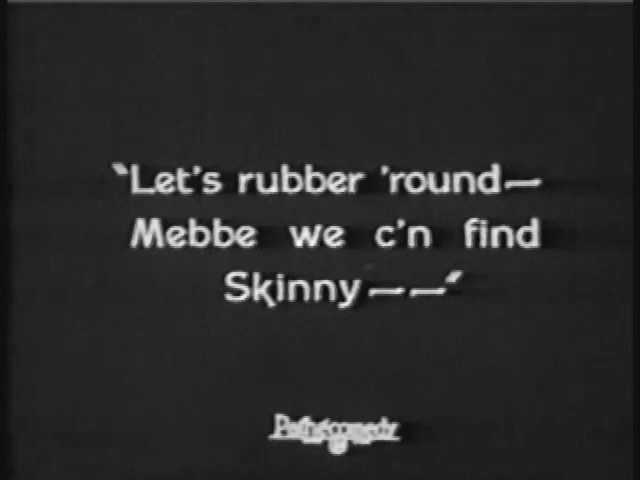 "Let's rubber 'round—
Mebbe we c'n find
Skinny — —"
Pathécomedy